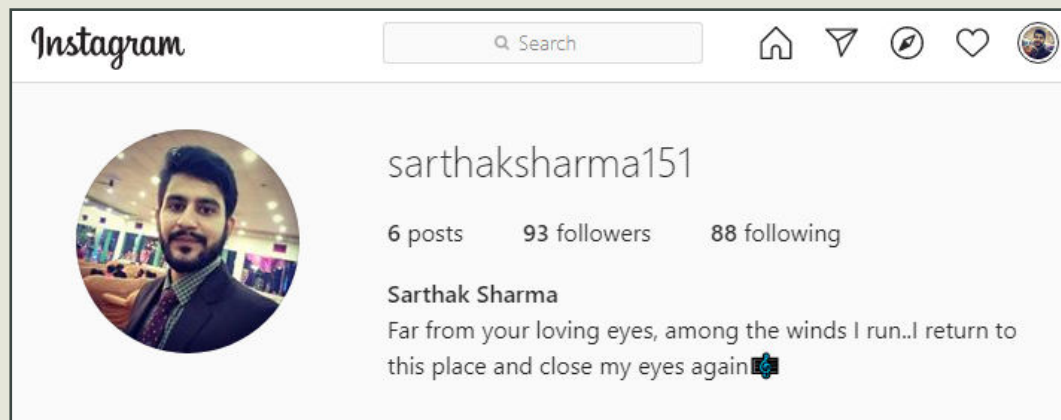 Instagram
Search
sarthaksharma151
6 posts 93 followers 88 following
Sarthak Sharma
Far from your loving eyes, among the winds I run..I return to
this place and close my eyes again🎼